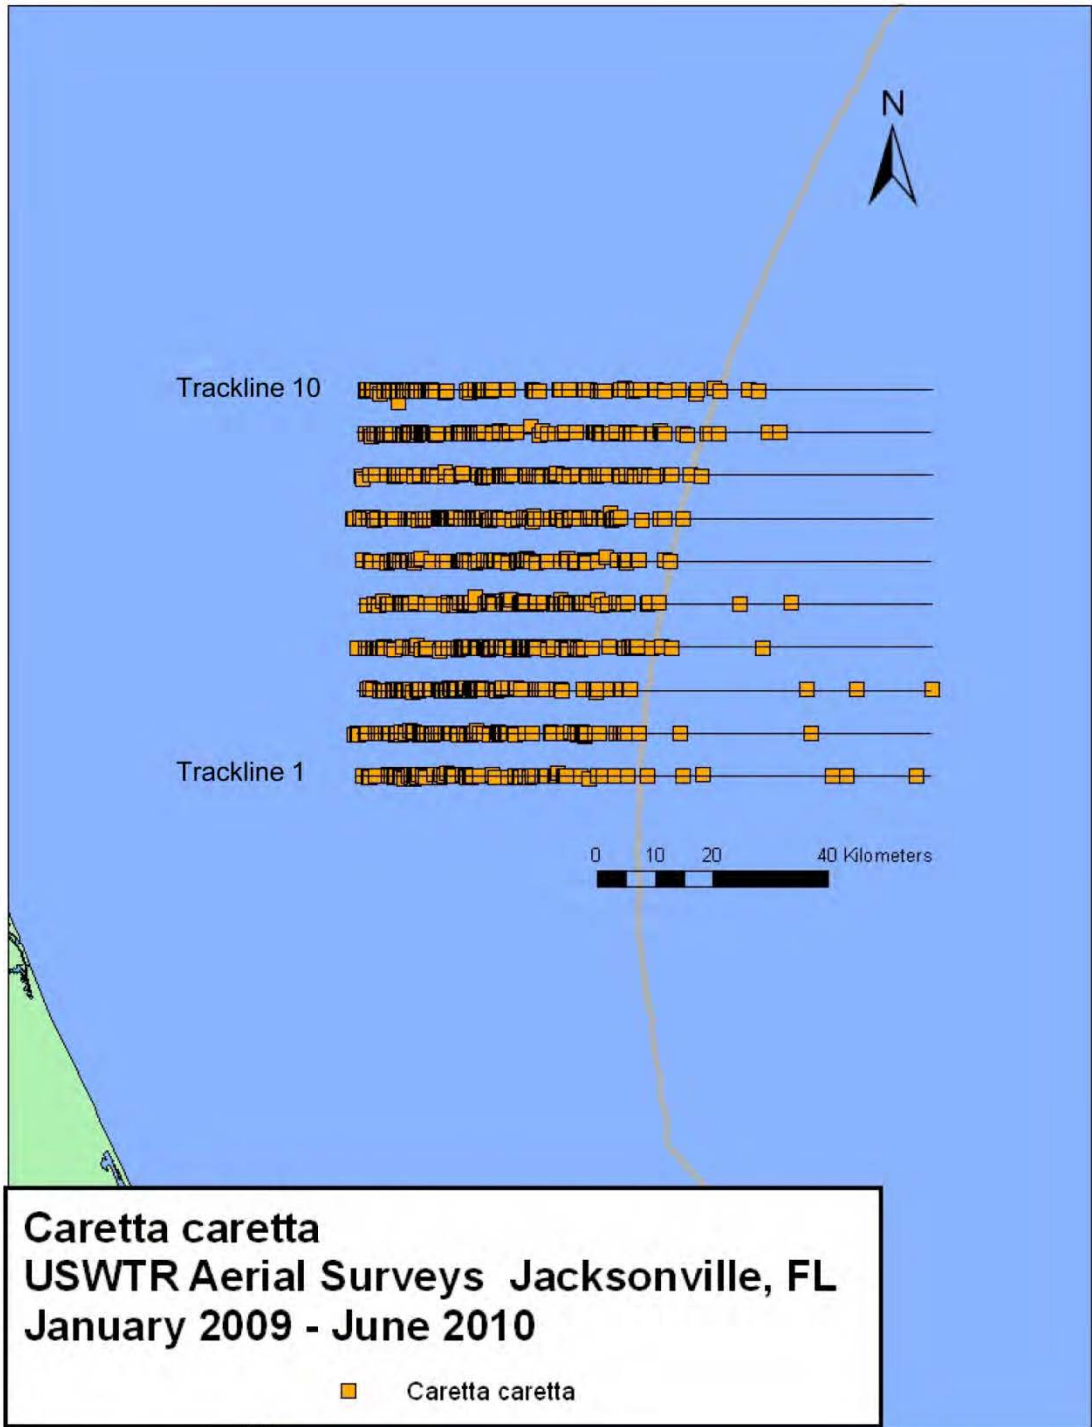 N
Trackline 10
Trackline 1
0 10 20 40 Kilometers
Caretta caretta
USWTR Aerial Surveys Jacksonville, FL
January 2009 - June 2010
Caretta caretta